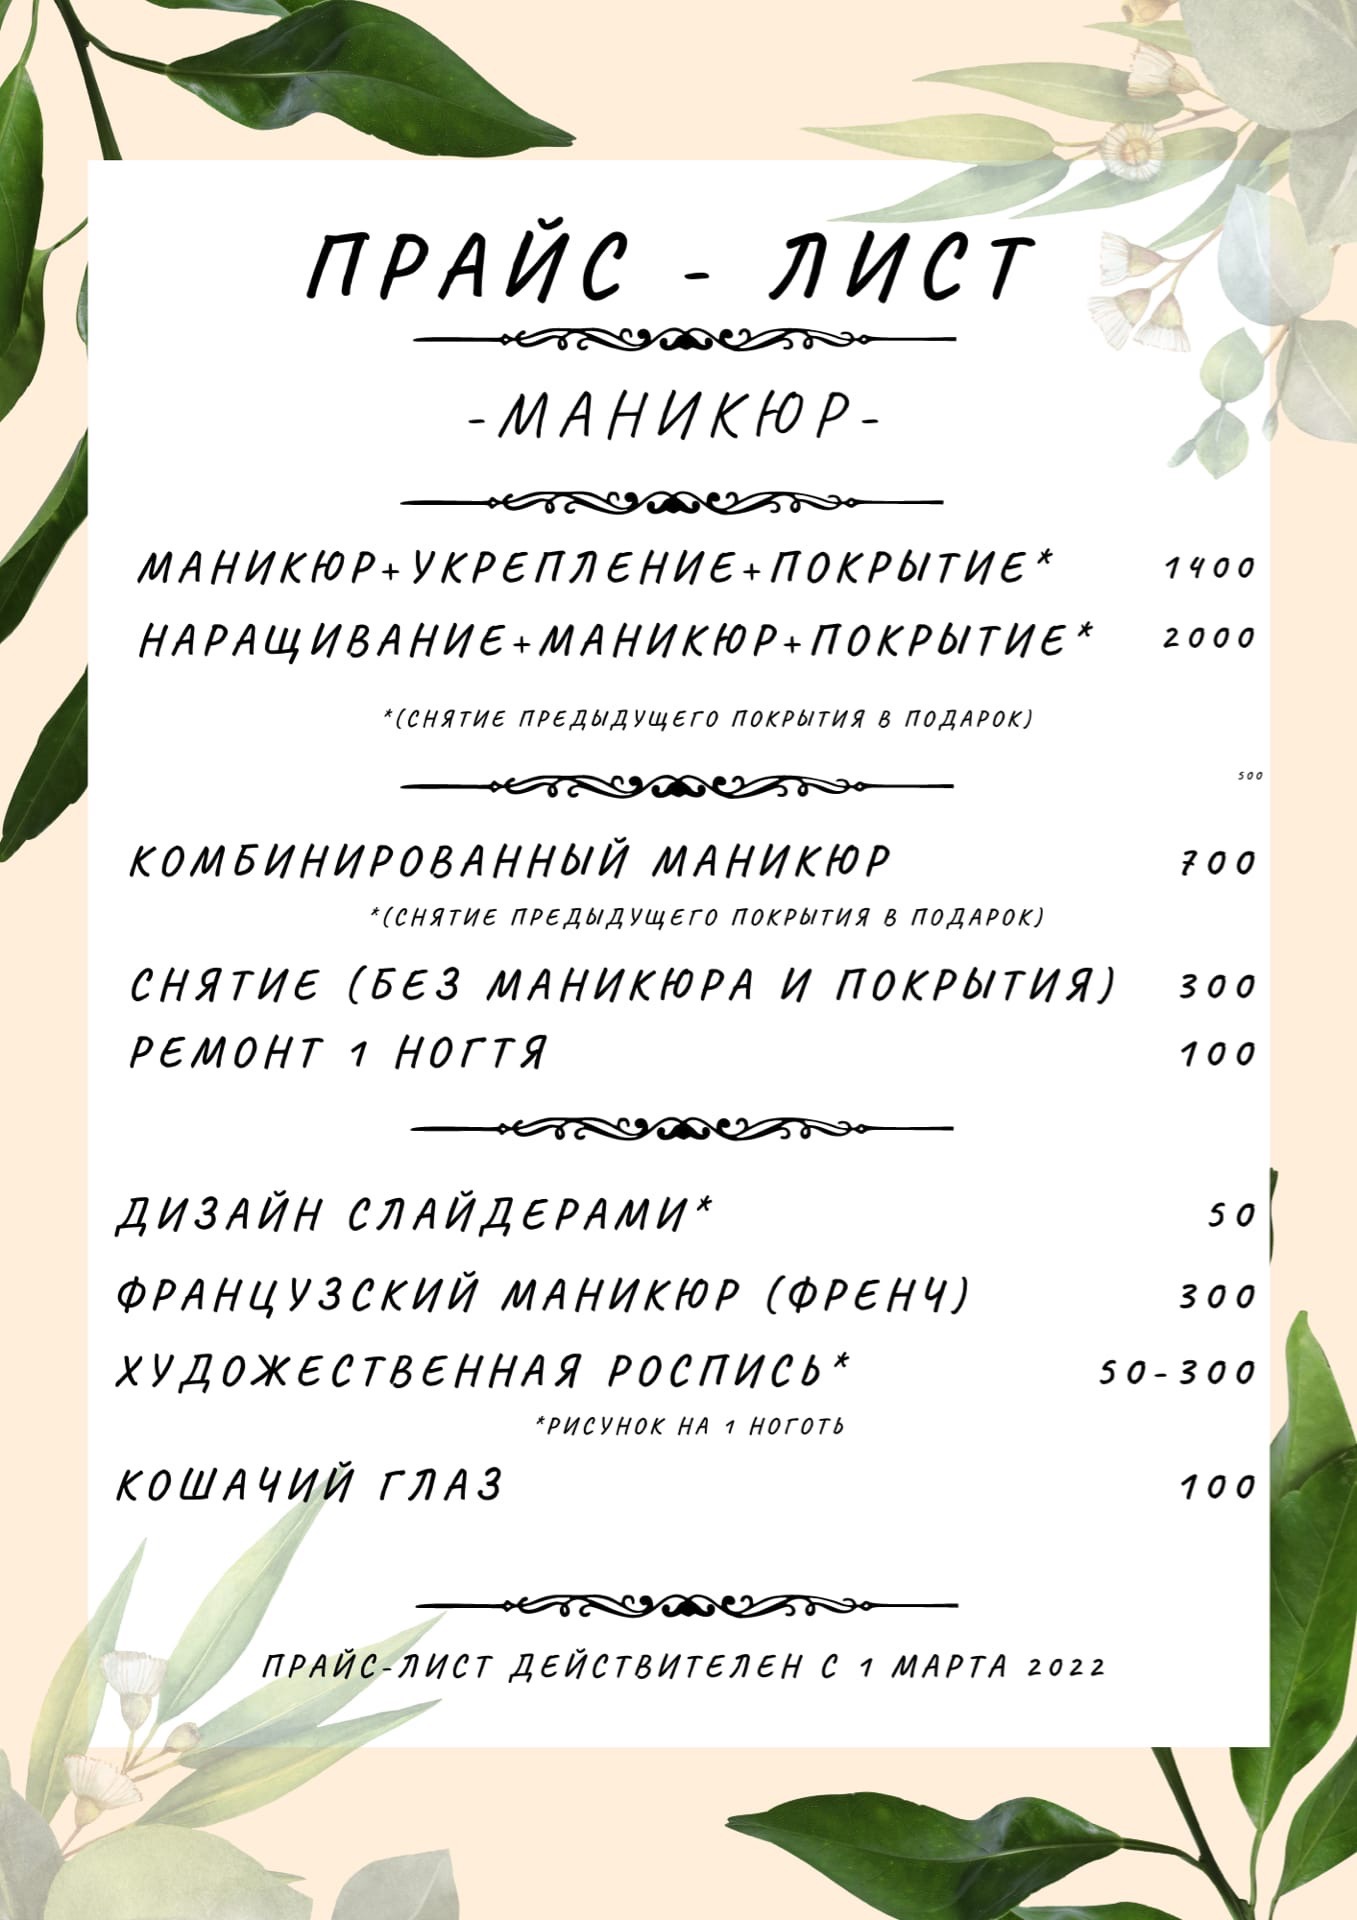 ПРАЙС - ЛИСТ
-МАНИКЮР-
МАНИКЮР+УКРЕПЛЕНИЕ+ПОКРЫТИЕ* 1400
НАРАЩИВАНИЕ+МАНИКЮР+ПОКРЫТИЕ* 2000
*(СНЯТИЕ ПРЕДЫДУЩЕГО ПОКРЫТИЯ В ПОДАРОК)
500
КОМБИНИРОВАННЫЙ МАНИКЮР 700
*(СНЯТИЕ ПРЕДЫДУЩЕГО ПОКРЫТИЯ В ПОДАРОК)
СНЯТИЕ (БЕЗ МАНИКЮРА И ПОКРЫТИЯ) 300
РЕМОНТ 1 НОГТЯ 100
ДИЗАЙН СЛАЙДЕРАМИ* 50
ФРАНЦУЗСКИЙ МАНИКЮР (ФРЕНЧ) 300
ХУДОЖЕСТВЕННАЯ РОСПИСЬ* 50-300
*РИСУНОК НА 1 НОГОТЬ
КОШАЧИЙ ГЛАЗ 100
ПРАЙС-ЛИСТ ДЕЙСТВИТЕЛЕН С 1 МАРТА 2022